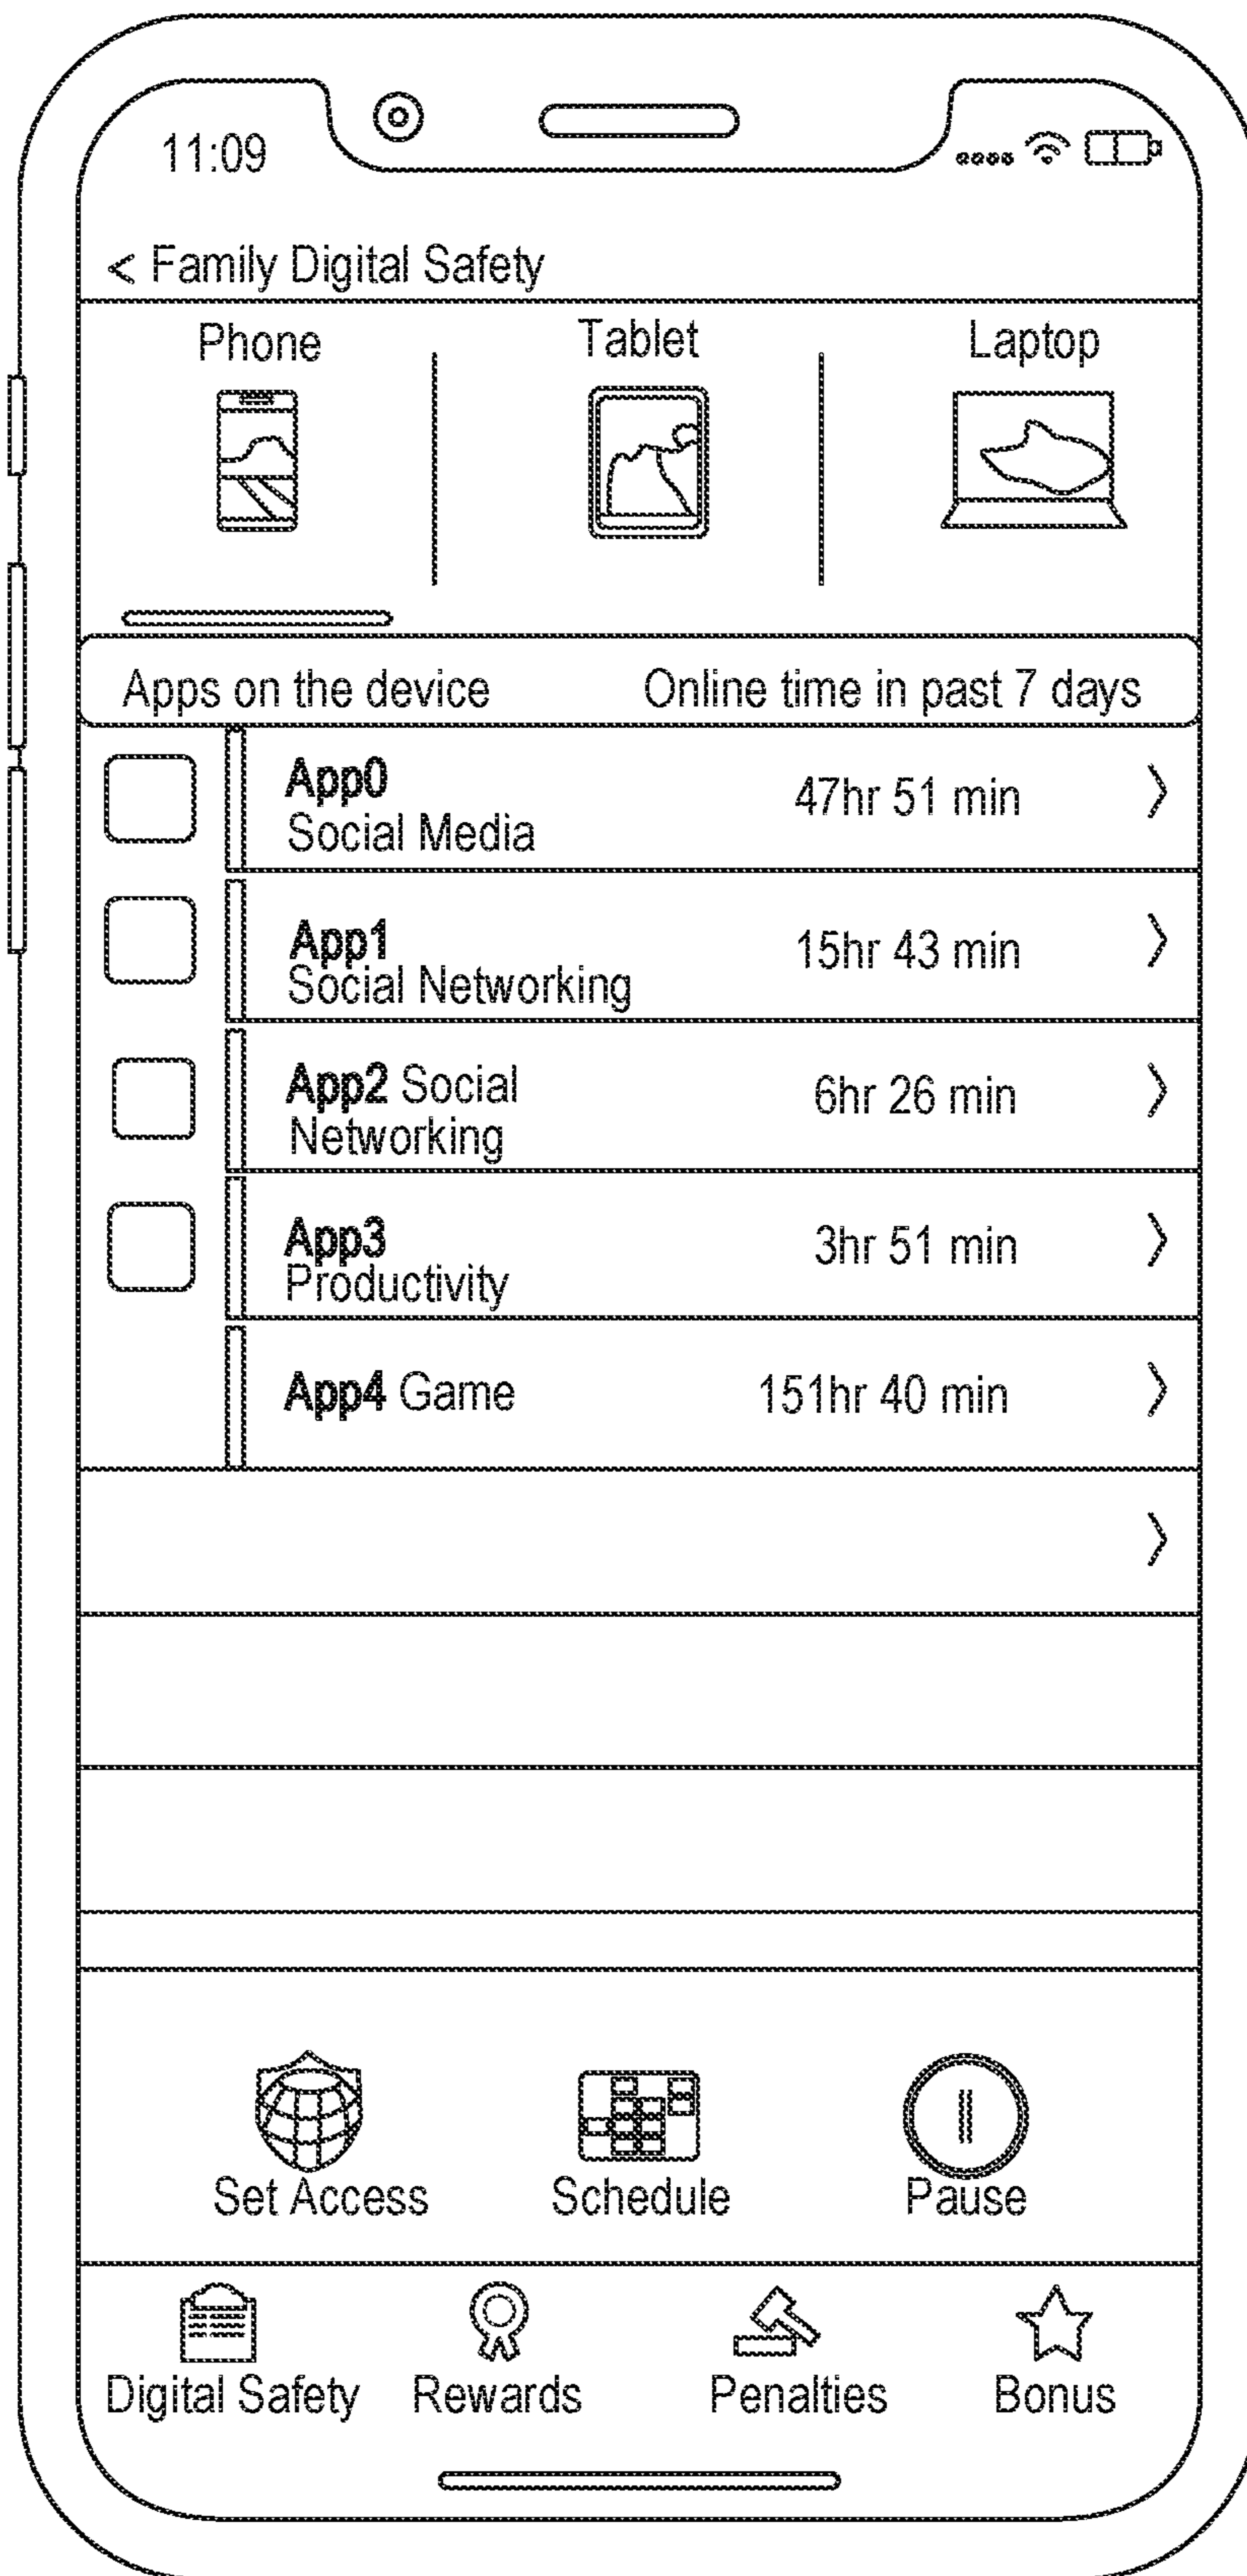 11:09
< Family Digital Safety
Phone Tablet Laptop
Apps on the device Online time in past 7 days
App0 47hr 51 min
Social Media
App1 15hr 43 min
Social Networking
App2 Social 6hr 26 min
Networking
App3 3hr 51 min
Productivity
App4 Game 151hr 40 min
Set Access Schedule Pause
Digital Safety Rewards Penalties Bonus